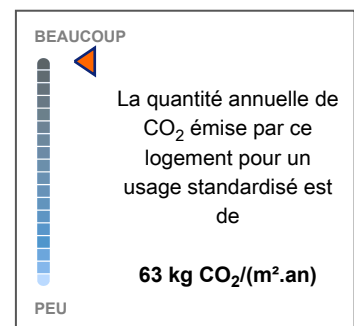 BEAUCOUP
La quantité annuelle de
CO₂ émise par ce
logement pour un
usage standardisé est
de
63 kg CO₂/(m².an)
PEU